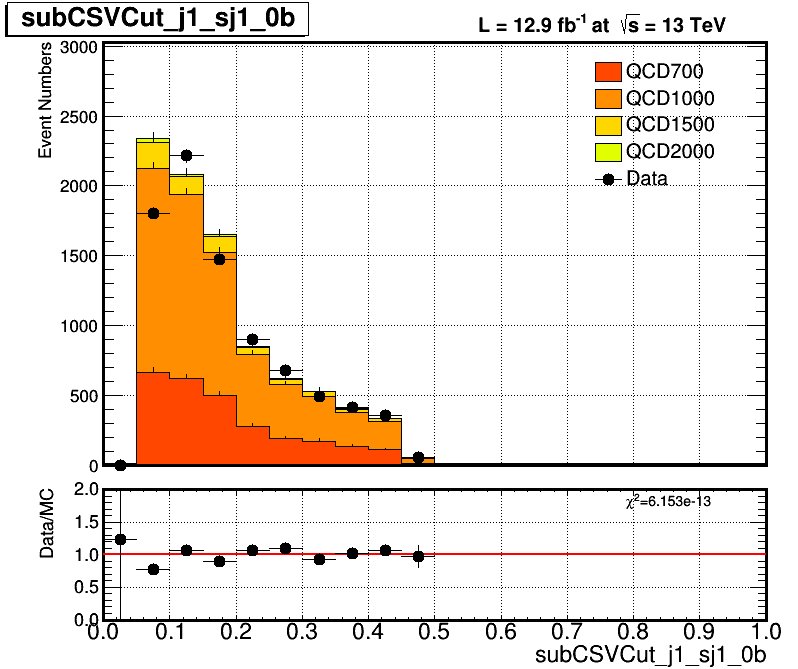 subCSVCut_j1_sj1_0b
L = 12.9 fb⁻¹ at √s = 13 TeV
Event Numbers
3000
2500
2000
1500
1000
500
0
QCD700
QCD1000
QCD1500
QCD2000
Data
Data/MC
2.0
1.5
1.0
0.5
0.0
χ²=6.153e-13
0.0 0.1 0.2 0.3 0.4 0.5 0.6 0.7 0.8 0.9 1.0
subCSVCut_j1_sj1_0b